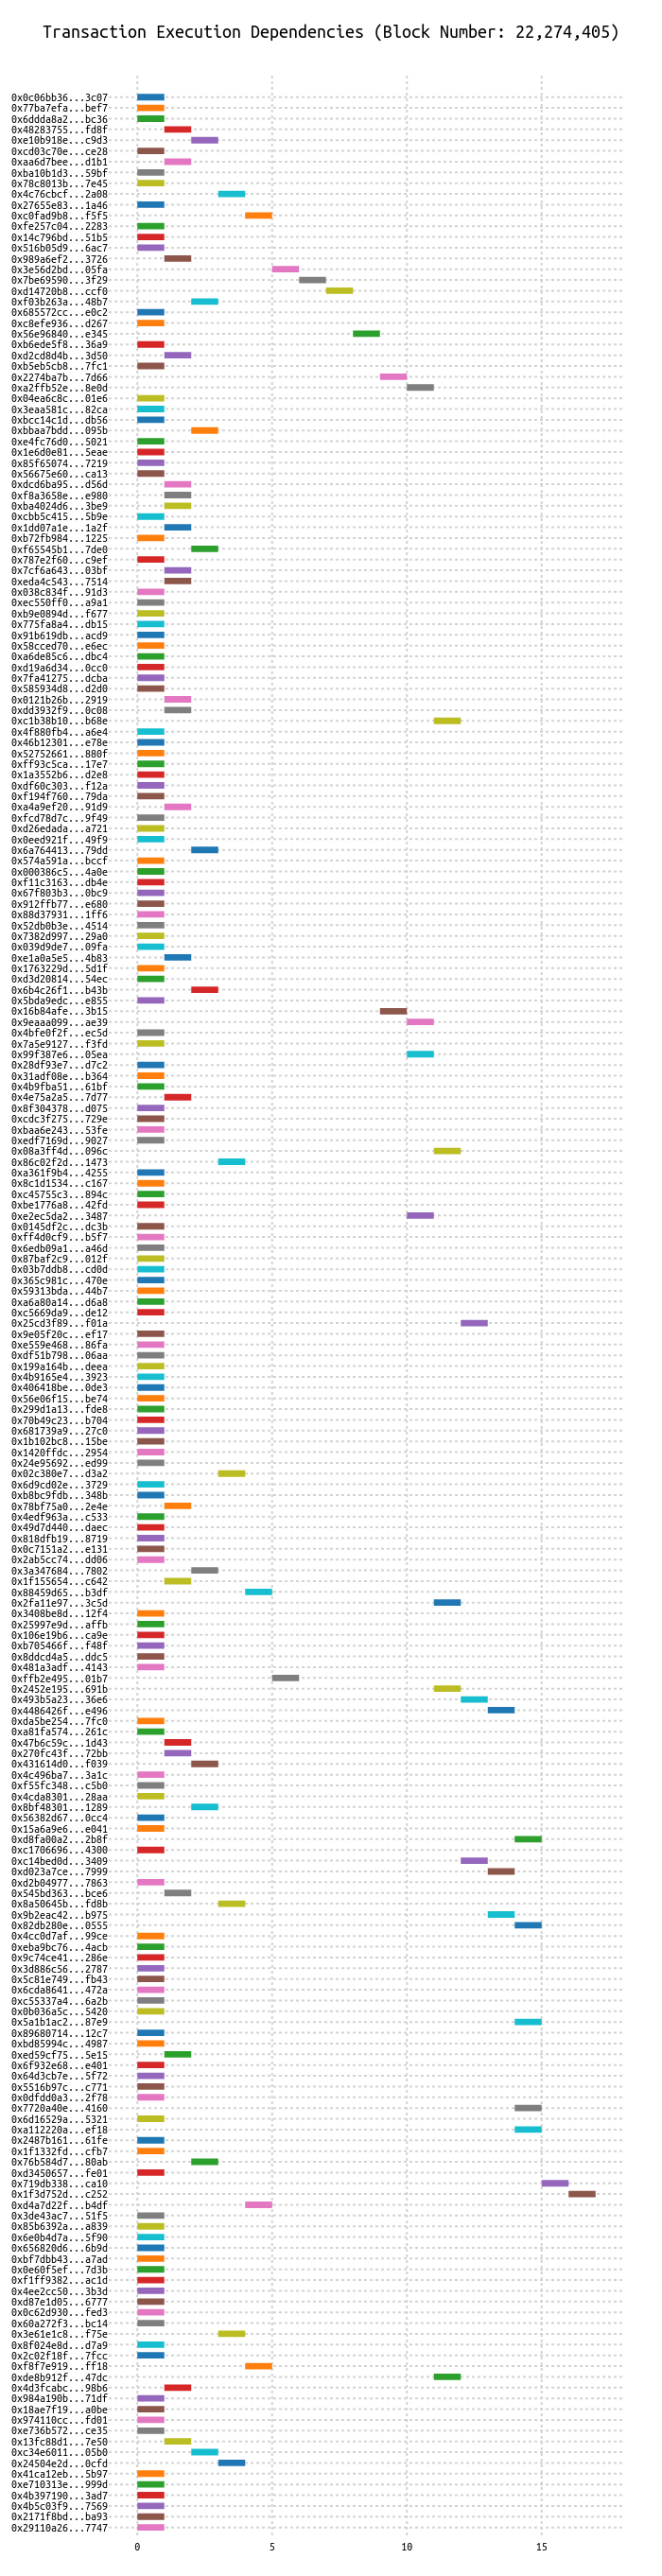 Transaction Execution Dependencies (Block Number: 22,274,405)
0x0c06bb36...3c07
0x77ba7efa...bef7
0x6ddda8a2...bc36
0x48283755...fd8f
0xe10b918e...c9d3
0xcd03c70e...ce28
0xaa6d7bee...d1b1
0xba10b1d3...59bf
0x78c8013b...7e45
0x4c76cbcf...2a08
0x27655e83...1a46
0xc0fad9b8...f5f5
0xfe257c04...2283
0x14c796bd...51b5
0x516b05d9...6ac7
0x989a6ef2...3726
0x3e56d2bd...05fa
0x7be69590...3f29
0xd14720b8...ccf0
0xf03b263a...48b7
0x685572cc...e0c2
0xc8efe936...d267
0x56e96840...e345
0xb6ede5f8...36a9
0xd2cd8d4b...3d50
0xb5eb5cb8...7fc1
0x2274ba7b...7d66
0xa2ffb52e...8e0d
0x04ea6c8c...01e6
0x3eaa581c...82ca
0xbcc14c1d...db56
0xbbaa7bdd...095b
0xe4fc76d0...5021
0x1e6d0e81...5eae
0x85f65074...7219
0x56675e60...ca13
0xdcd6ba95...d56d
0xf8a3658e...e980
0xba4024d6...3be9
0xcbb5c415...5b9e
0x1dd07a1e...1a2f
0xb72fb984...1225
0xf65545b1...7de0
0x787e2f60...c9ef
0x7cf6a643...03bf
0xeda4c543...7514
0x038c834f...91d3
0xec550ff0...a9a1
0xb9e0894d...f677
0x775fa8a4...db15
0x91b619db...acd9
0x58cced70...e6ec
0xa6de85c6...dbc4
0xd19a6d34...0cc0
0x7fa41275...dcba
0x585934d8...d2d0
0x0121b26b...2919
0xdd3932f9...0c08
0xc1b38b10...b68e
0x4f880fb4...a6e4
0x46b12301...e78e
0x52752661...880f
0xff93c5ca...17e7
0x1a3552b6...d2e8
0xdf60c303...f12a
0xf194f760...79da
0xa4a9ef20...91d9
0xfcd78d7c...9f49
0xd26edada...a721
0x0eed921f...49f9
0x6a764413...79dd
0x574a591a...bccf
0x000386c5...4a0e
0xf11c3163...db4e
0x67f803b3...0bc9
0x912ffb77...e680
0x88d37931...1ff6
0x52db0b3e...4514
0x7382d997...29a0
0x039d9de7...09fa
0xe1a0a5e5...4b83
0x1763229d...5d1f
0xd3d20814...54ec
0x6b4c26f1...b43b
0x5bda9edc...e855
0x16b84afe...3b15
0x9eaaa099...ae39
0x4bfe0f2f...ec5d
0x7a5e9127...f3fd
0x99f387e6...05ea
0x28df93e7...d7c2
0x31adf08e...b364
0x4b9fba51...61bf
0x4e75a2a5...7d77
0x8f304378...d075
0xcdc3f275...729e
0xbaa6e243...53fe
0xedf7169d...9027
0x08a3ff4d...096c
0x86c02f2d...1473
0xa361f9b4...4255
0x8c1d1534...c167
0xc45755c3...894c
0xbe1776a8...42fd
0xe2ec5da2...3487
0x0145df2c...dc3b
0xff4d0cf9...b5f7
0x6edb09a1...a46d
0x87baf2c9...012f
0x03b7ddb8...cd0d
0x365c981c...470e
0x59313bda...44b7
0xa6a80a14...d6a8
0xc5669da9...de12
0x25cd3f89...f01a
0x9e05f20c...ef17
0xe559e468...86fa
0xdf51b798...06aa
0x199a164b...deea
0x4b9165e4...3923
0x406418be...0de3
0x56e06f15...be74
0x299d1a13...fde8
0x70b49c23...b704
0x681739a9...27c0
0x1b102bc8...15be
0x1420ffdc...2954
0x24e95692...ed99
0x02c380e7...d3a2
0x6d9cd02e...3729
0xb8bc9fdb...348b
0x78bf75a0...2e4e
0x4edf963a...c533
0x49d7d440...daec
0x818dfb19...8719
0x0c7151a2...e131
0x2ab5cc74...dd06
0x3a347684...7802
0x1f155654...c642
0x88459d65...b3df
0x2fa11e97...3c5d
0x3408be8d...12f4
0x25997e9d...affb
0x106e19b6...ca9e
0xb705466f...f48f
0x8ddcd4a5...ddc5
0x481a3adf...4143
0xffb2e495...01b7
0x2452e195...691b
0x493b5a23...36e6
0x4486426f...e496
0xda5be254...7fc0
0xa81fa574...261c
0x47b6c59c...1d43
0x270fc43f...72bb
0x431614d0...f039
0x4c496ba7...3a1c
0xf55fc348...c5b0
0x4cda8301...28aa
0x8bf48301...1289
0x56382d67...0cc4
0x15a6a9e6...e041
0xd8fa00a2...2b8f
0xc1706696...4300
0xc14bed0d...3409
0xd023a7ce...7999
0xd2b04977...7863
0x545bd363...bce6
0x8a50645b...fd8b
0x9b2eac42...b975
0x82db280e...0555
0x4cc0d7af...99ce
0xeba9bc76...4acb
0x9c74ce41...286e
0x3d886c56...2787
0x5c81e749...fb43
0x6cda8641...472a
0xc55337a4...6a2b
0x0b036a5c...5420
0x5a1b1ac2...87e9
0x89680714...12c7
0xbd85994c...4987
0xed59cf75...5e15
0x6f932e68...e401
0x64d3cb7e...5f72
0x5516b97c...c771
0x0dfdd0a3...2f78
0x7720a40e...4160
0x6d16529a...5321
0xa112220a...ef18
0x2487b161...61fe
0x1f1332fd...cfb7
0x76b584d7...80ab
0xd3450657...fe01
0x719db338...ca10
0x1f3d752d...c252
0xd4a7d22f...b4df
0x3de43ac7...51f5
0x85b6392a...a839
0x6e0b4d7a...5f90
0x656820d6...6b9d
0xbf7dbb43...a7ad
0x0e60f5ef...7d3b
0xf1ff9382...ac1d
0x4ee2cc50...3b3d
0xd87e1d05...6777
0x0c62d930...fed3
0x60a272f3...bc14
0x3e61e1c8...f75e
0x8f024e8d...d7a9
0x2c02f18f...7fcc
0xf8f7e919...ff18
0xde8b912f...47dc
0x4d3fcabc...98b6
0x984a190b...71df
0x18ae7f19...a0be
0x974110cc...fd01
0xe736b572...ce35
0x13fc88d1...7e50
0xc34e6011...05b0
0x24504e2d...0cfd
0x41ca12eb...5b97
0xe710313e...999d
0x4b397190...3ad7
0x4b5c03f9...7569
0x2171f8bd...ba93
0x29110a26...7747
0 5 10 15